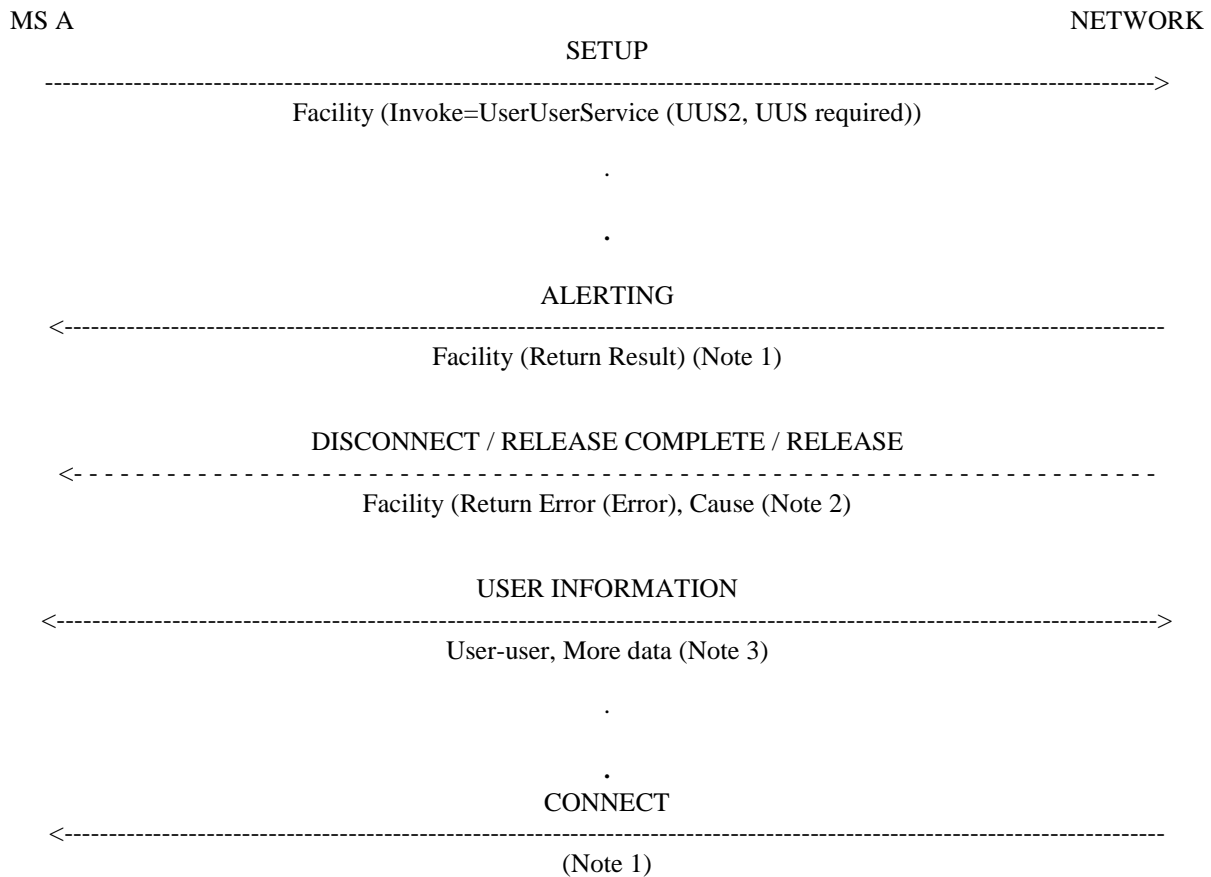 MS A NETWORK
SETUP
------------------------------------------------------------------------------------------------------------------------------->
Facility (Invoke=UserUserService (UUS2, UUS required))
.
.
ALERTING
<-------------------------------------------------------------------------------------------------------------------------------
Facility (Return Result) (Note 1)
DISCONNECT / RELEASE COMPLETE / RELEASE
<- - - - - - - - - - - - - - - - - - - - - - - - - - - - - - - - - - - - - - - - - - - - - - - - - - - - - - - - - - - - - - - - - - - -
Facility (Return Error (Error), Cause (Note 2)
USER INFORMATION
<------------------------------------------------------------------------------------------------------------------------------->
User-user, More data (Note 3)
.
.
CONNECT
<-------------------------------------------------------------------------------------------------------------------------------
(Note 1)